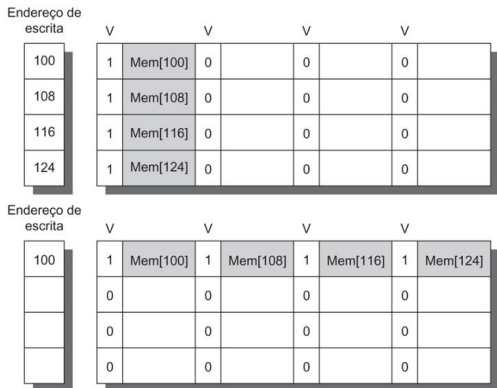 Endereço de
escrita
V V V V
100 1 Mem[100] 0 0 0
108 1 Mem[108] 0 0 0
116 1 Mem[116] 0 0 0
124 1 Mem[124] 0 0 0
Endereço de
escrita
V V V V
100 1 Mem[100] 1 Mem[108] 1 Mem[116] 1 Mem[124]
0 0 0 0
0 0 0 0
0 0 0 0